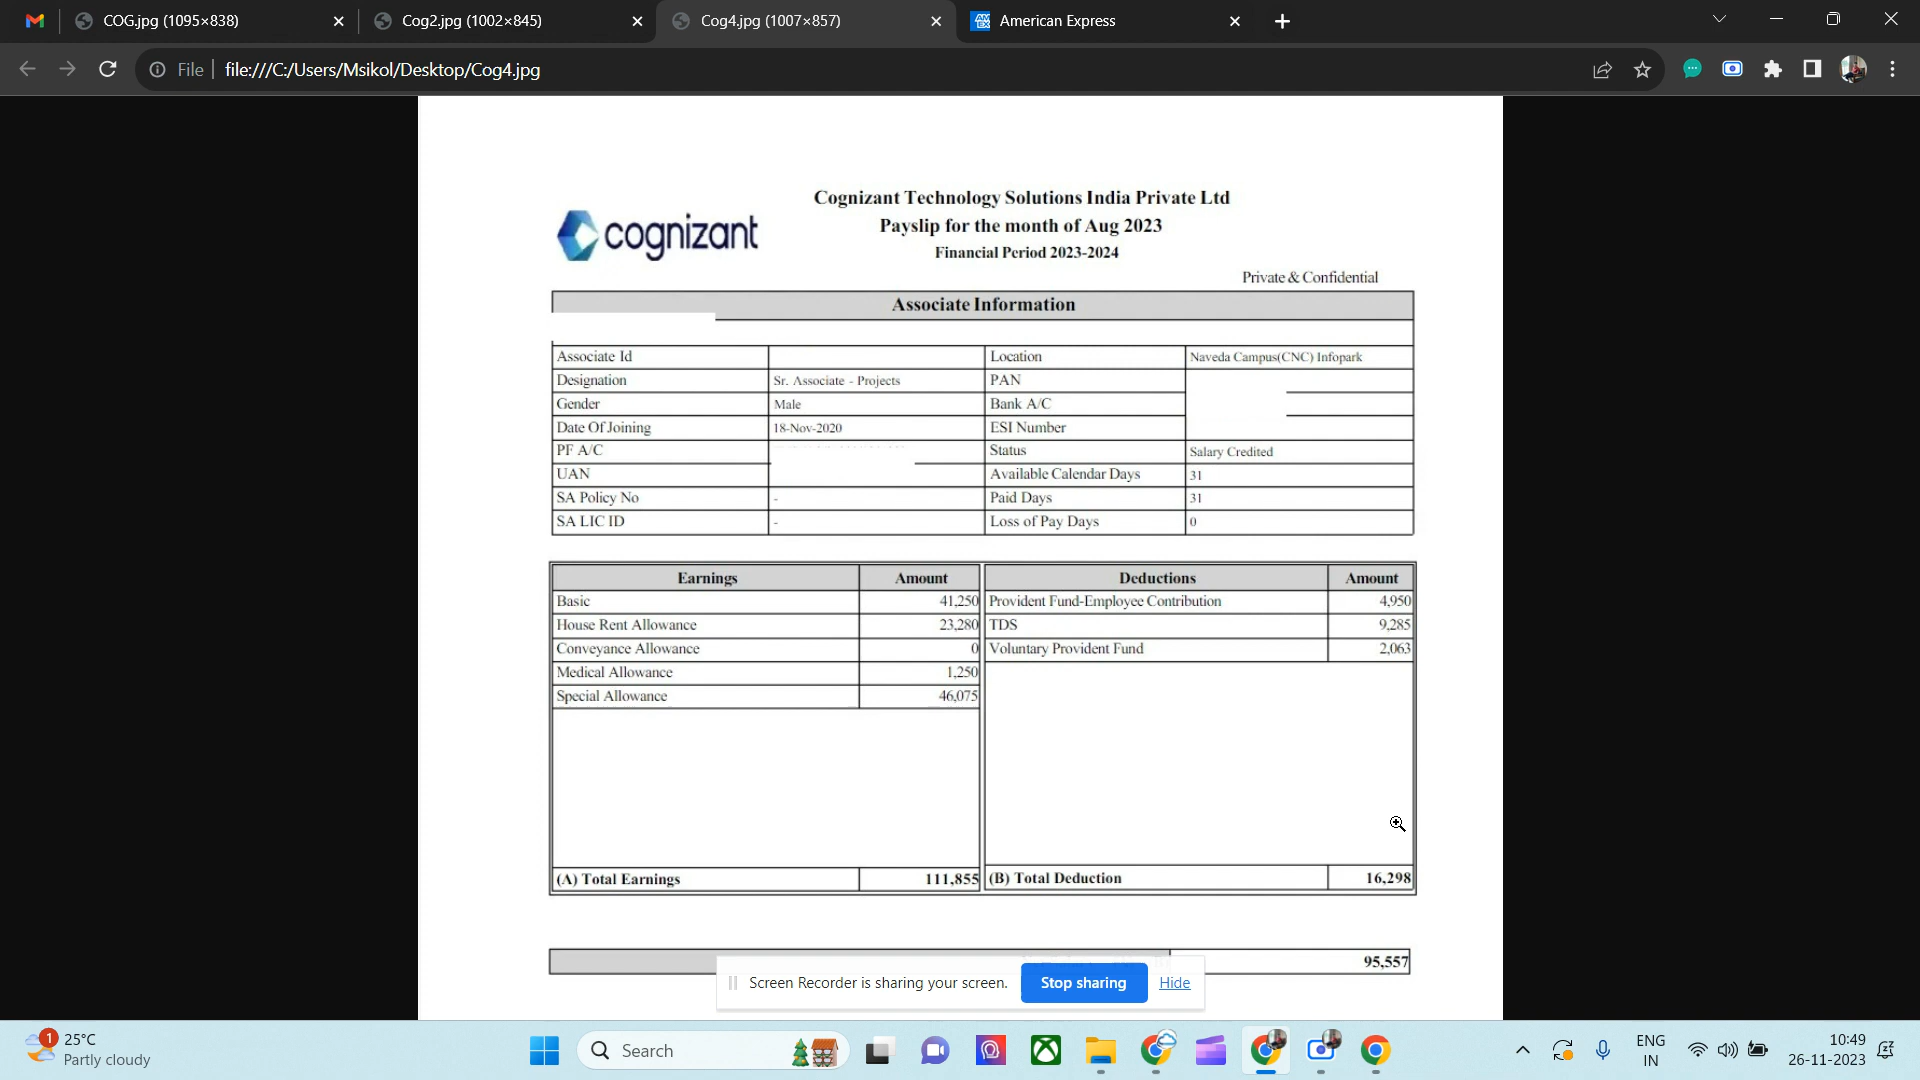 COG.jpg (1095×838)
Cog2.jpg (1002×845)
Cog4.jpg (1007×857)
American Express
File
file:///C:/Users/Msikol/Desktop/Cog4.jpg
cognizant
Cognizant Technology Solutions India Private Ltd
Payslip for the month of Aug 2023
Financial Period 2023-2024
Private & Confidential
Associate Information
Associate Id Location Naveda Campus(CNC) Infopark
Designation Sr. Associate - Projects PAN
Gender Male Bank A/C
Date Of Joining 18-Nov-2020 ESI Number
PF A/C Status Salary Credited
UAN Available Calendar Days 31
SA Policy No - Paid Days 31
SA LIC ID - Loss of Pay Days 0
Earnings Amount Deductions Amount
Basic 41,250 Provident Fund-Employee Contribution 4,950
House Rent Allowance 23,280 TDS 9,285
Conveyance Allowance 0 Voluntary Provident Fund 2,063
Medical Allowance 1,250
Special Allowance 46,075
(A) Total Earnings 111,855 (B) Total Deduction 16,298
95,557
Screen Recorder is sharing your screen. Stop sharing Hide
1
25°C
Partly cloudy
Search
ENG
IN
10:49
26-11-2023